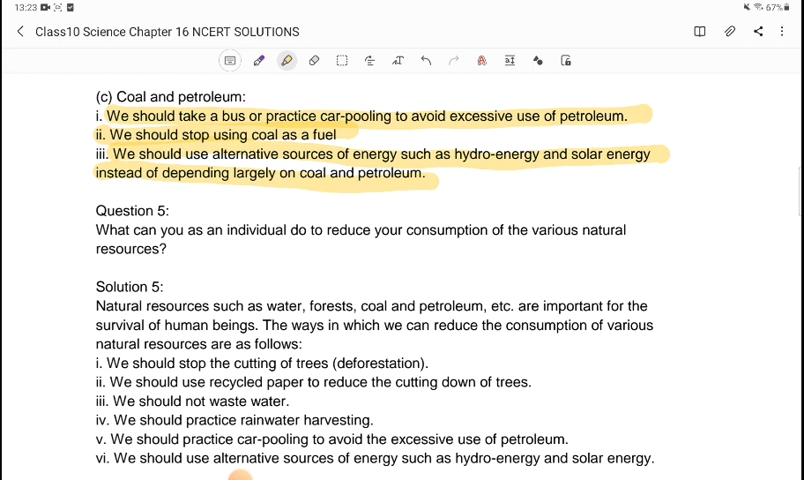 13:23
67%
Class10 Science Chapter 16 NCERT SOLUTIONS
(c) Coal and petroleum:
i. We should take a bus or practice car-pooling to avoid excessive use of petroleum.
ii. We should stop using coal as a fuel
iii. We should use alternative sources of energy such as hydro-energy and solar energy
instead of depending largely on coal and petroleum.
Question 5:
What can you as an individual do to reduce your consumption of the various natural
resources?
Solution 5:
Natural resources such as water, forests, coal and petroleum, etc. are important for the
survival of human beings. The ways in which we can reduce the consumption of various
natural resources are as follows:
i. We should stop the cutting of trees (deforestation).
ii. We should use recycled paper to reduce the cutting down of trees.
iii. We should not waste water.
iv. We should practice rainwater harvesting.
v. We should practice car-pooling to avoid the excessive use of petroleum.
vi. We should use alternative sources of energy such as hydro-energy and solar energy.